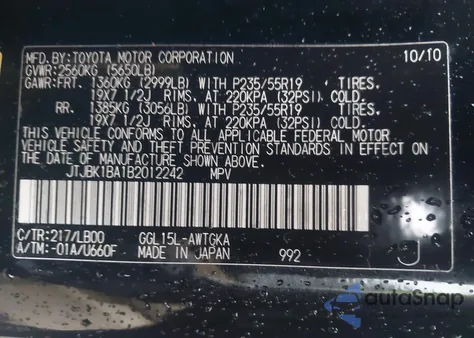 MFD.BY:TOYOTA MOTOR CORPORATION 10/10
GVWR:2560KG (5650LB)
GAWR:FRT. 1360KG (2999LB) WITH P235/55R19 TIRES,
19X7 1/2J RIMS, AT 220KPA (32PSI) COLD
RR. 1385KG (3056LB) WITH P235/55R19 TIRES,
19X7 1/2J RIMS, AT 220KPA (32PSI) COLD
THIS VEHICLE CONFORMS TO ALL APPLICABLE FEDERAL MOTOR
VEHICLE SAFETY AND THEFT PREVENTION STANDARDS IN EFFECT ON
THE DATE OF MANUFACTURE SHOWN ABOVE.
JTJBK1BA1B2012242 MPV
C/TR:217/LB00 GGL15L-AWTGKA
A/TM:-01A/U660F MADE IN JAPAN 992 J
autoSnap